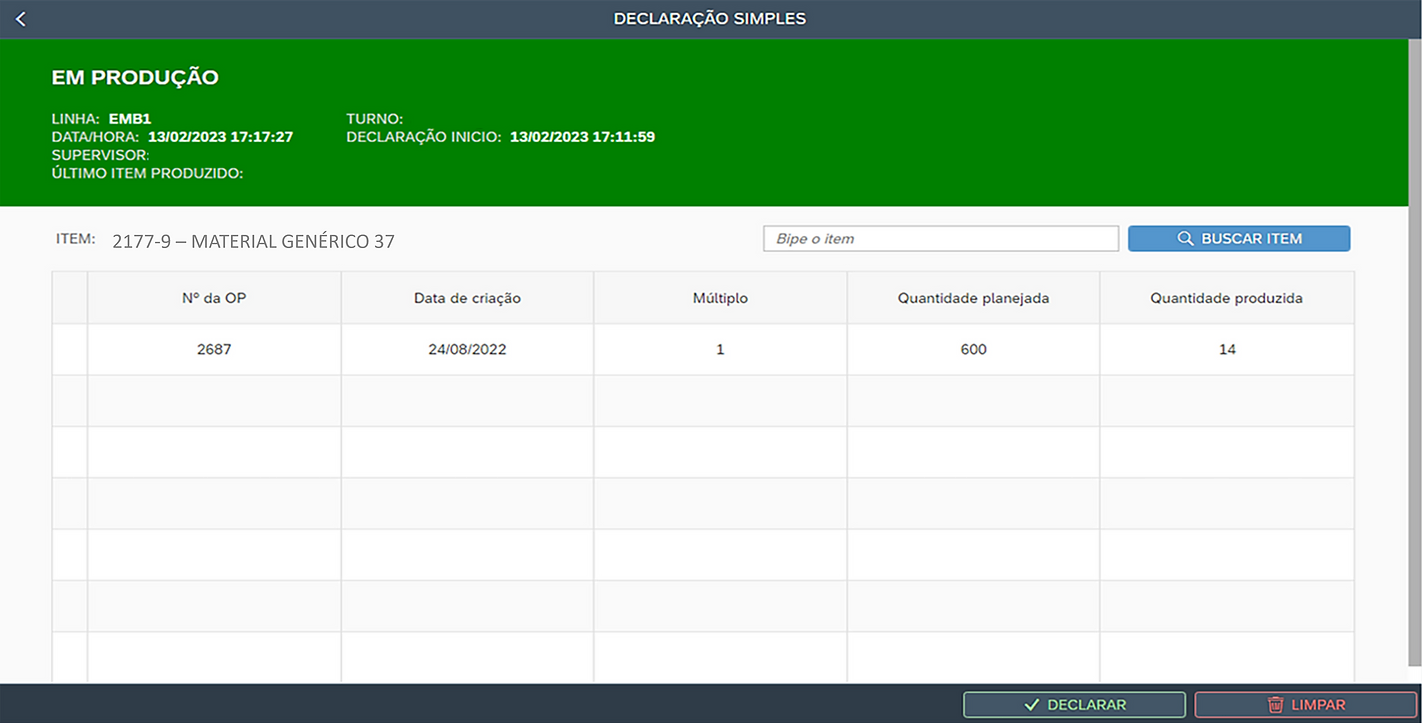 DECLARAÇÃO SIMPLES
EM PRODUÇÃO
LINHA: EMB1 TURNO:
DATA/HORA: 13/02/2023 17:17:27 DECLARAÇÃO INICIO: 13/02/2023 17:11:59
SUPERVISOR:
ÚLTIMO ITEM PRODUZIDO:
ITEM: 2177-9 – MATERIAL GENÉRICO 37 Bipe o item BUSCAR ITEM
Nº da OP Data de criação Múltiplo Quantidade planejada Quantidade produzida
2687 24/08/2022 1 600 14
DECLARAR LIMPAR